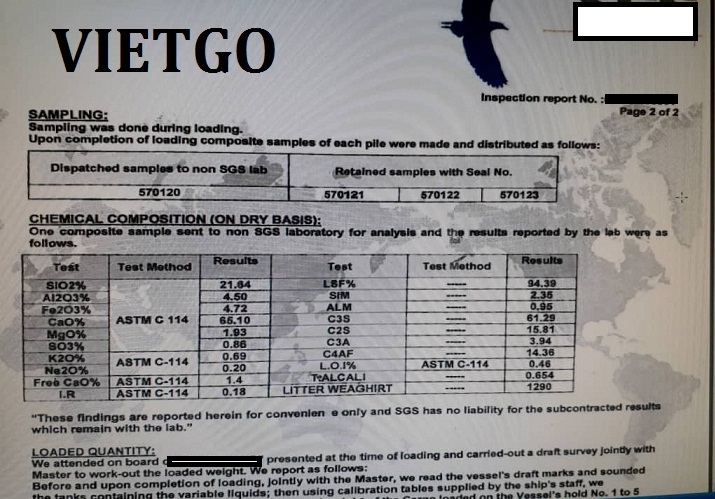 VIETGO
Inspection report No. :
Page 2 of 2
SAMPLING:
Sampling was done during loading.
Upon completion of loading composite samples of each pile were made and distributed as follows:
Dispatched samples to non SGS lab Retained samples with Seal No.
570120 570121 570122 570123
CHEMICAL COMPOSITION (ON DRY BASIS):
One composite sample sent to non SGS laboratory for analysis and the results reported by the lab were as
follows.
Test Test Method Results Test Test Method Results
SIO2% 21.64 LSF% ----- 94.39
Al2O3% 4.50 SIM ----- 2.35
Fe2O3% 4.72 ALM ----- 0.95
CaO% ASTM C 114 65.10 C3S ----- 61.29
MgO% 1.93 C2S ----- 15.81
SO3% 0.86 C3A ----- 3.94
K2O% ASTM C-114 0.69 C4AF ----- 14.36
Na2O% 0.20 L.O.I% ASTM C-114 0.46
Free CaO% ASTM C-114 1.4 T.ALCALI ----- 0.654
I.R ASTM C-114 0.18 LITTER WEAGHIRT ----- 1290
"These findings are reported herein for convenien e only and SGS has no liability for the subcontracted results
which remain with the lab."
LOADED QUANTITY:
We attended on board presented at the time of loading and carried-out a draft survey jointly with
Master to work-out the loaded weight. We report as follows:
Before and upon completion of loading, jointly with the Master, we read the vessel's draft marks and sounded
the tanks containing the variable liquids; then using calibration tables supplied by the ship's staff, we
of the Cargo loaded on the Vessel's hold No. 1 to 5